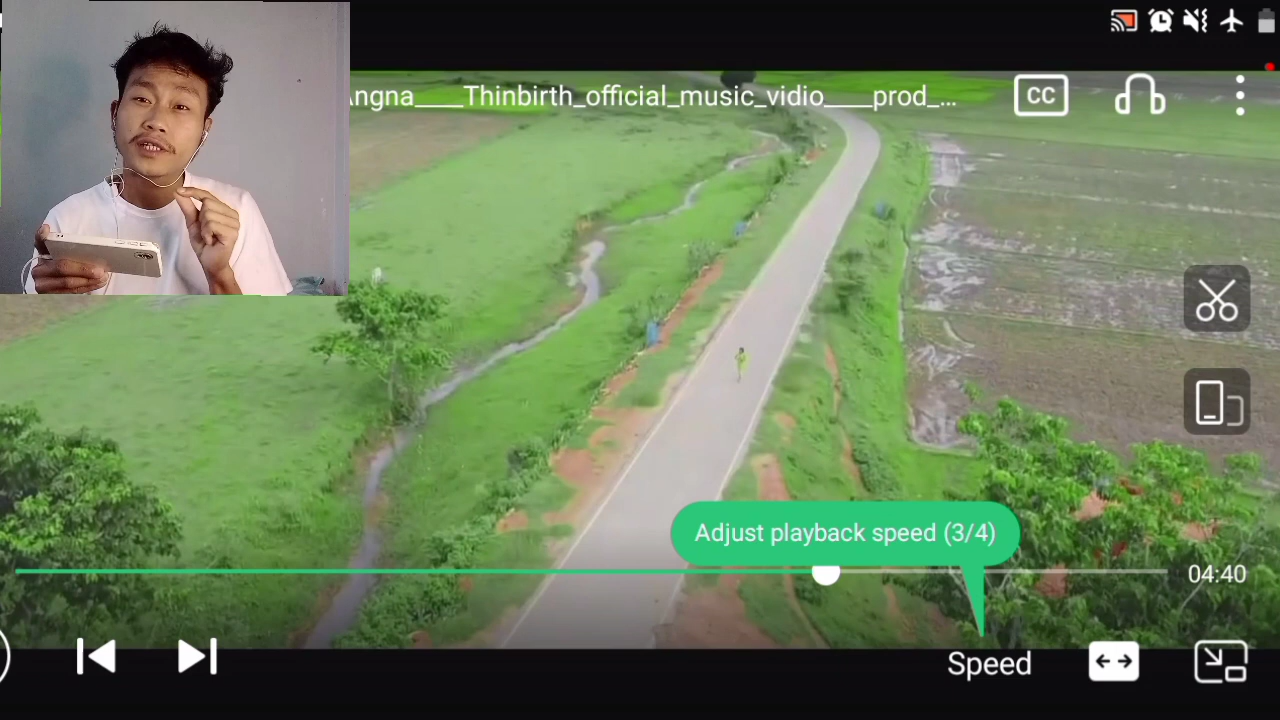 Angna____Thinbirth_official_music_vidio____prod_...
CC
Adjust playback speed (3/4)
04:40
Speed